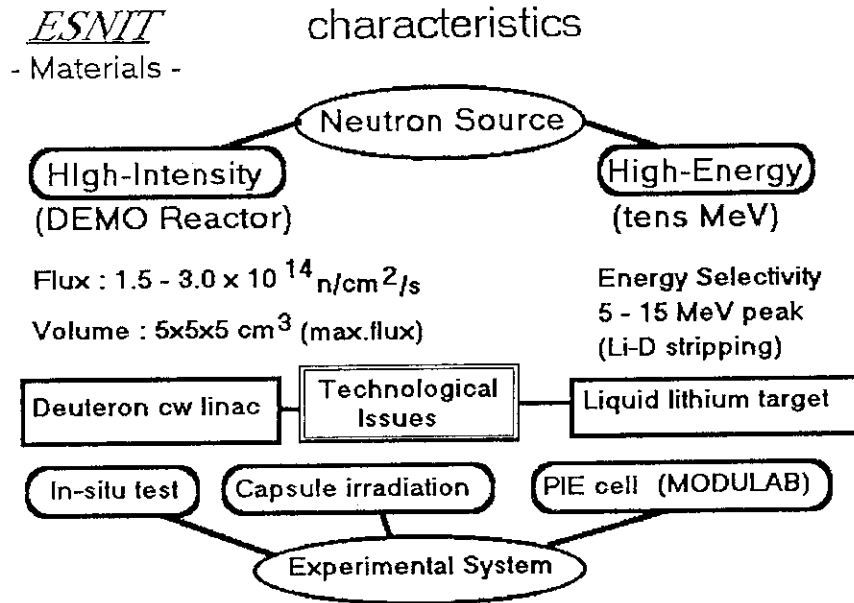 ESNIT characteristics
- Materials -
Neutron Source
HIgh-Intensity
High-Energy
(DEMO Reactor)
(tens MeV)
Flux : 1.5 - 3.0 x 10 14 n/cm2/s
Volume : 5x5x5 cm3 (max.flux)
Energy Selectivity
5 - 15 MeV peak
(Li-D stripping)
Deuteron cw linac
Technological
Issues
Liquid lithium target
In-situ test
Capsule irradiation
PIE cell (MODULAB)
Experimental System